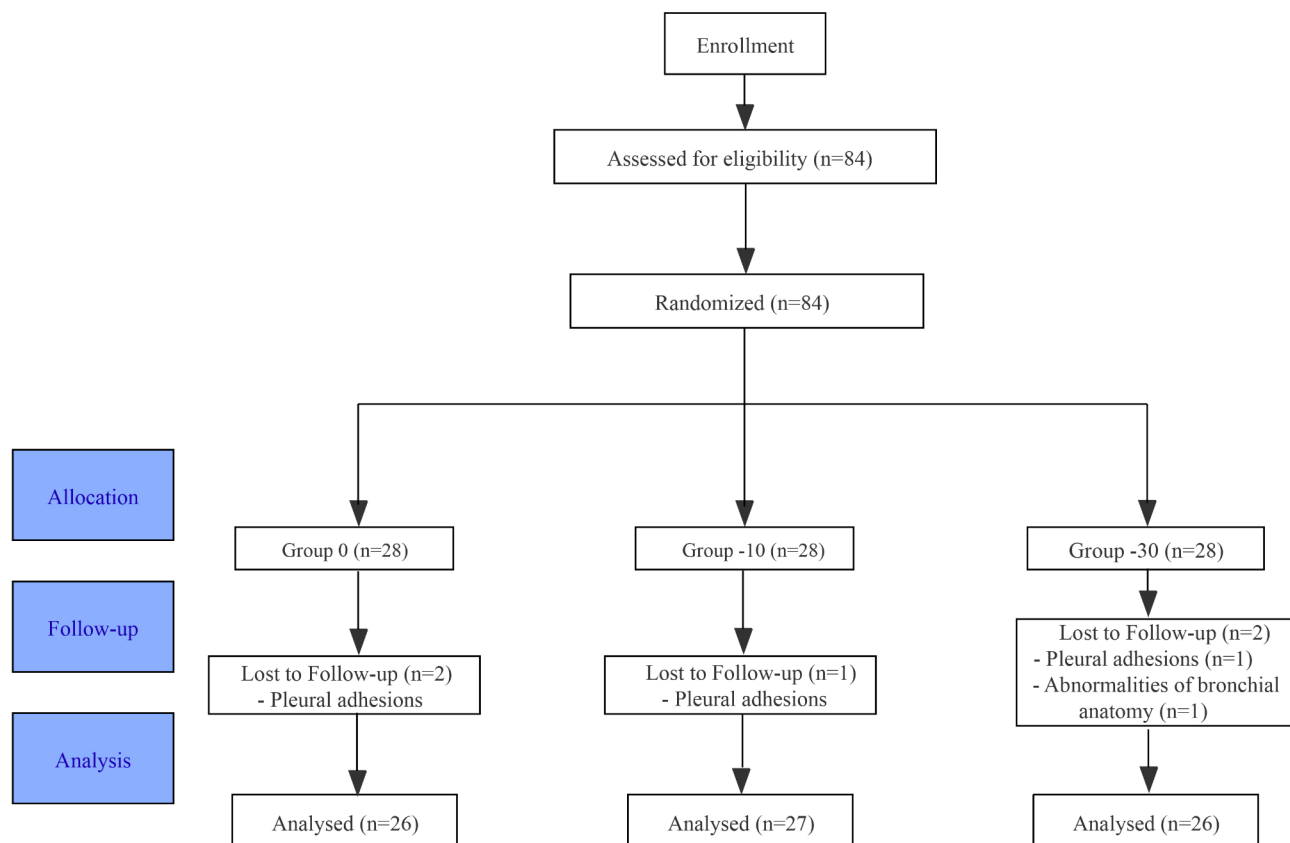 Enrollment
Assessed for eligibility (n=84)
Randomized (n=84)
Allocation
Group 0 (n=28)
Group -10 (n=28)
Group -30 (n=28)
Follow-up
Lost to Follow-up (n=2)
- Pleural adhesions
Lost to Follow-up (n=1)
- Pleural adhesions
Lost to Follow-up (n=2)
- Pleural adhesions (n=1)
- Abnormalities of bronchial
anatomy (n=1)
Analysis
Analysed (n=26)
Analysed (n=27)
Analysed (n=26)